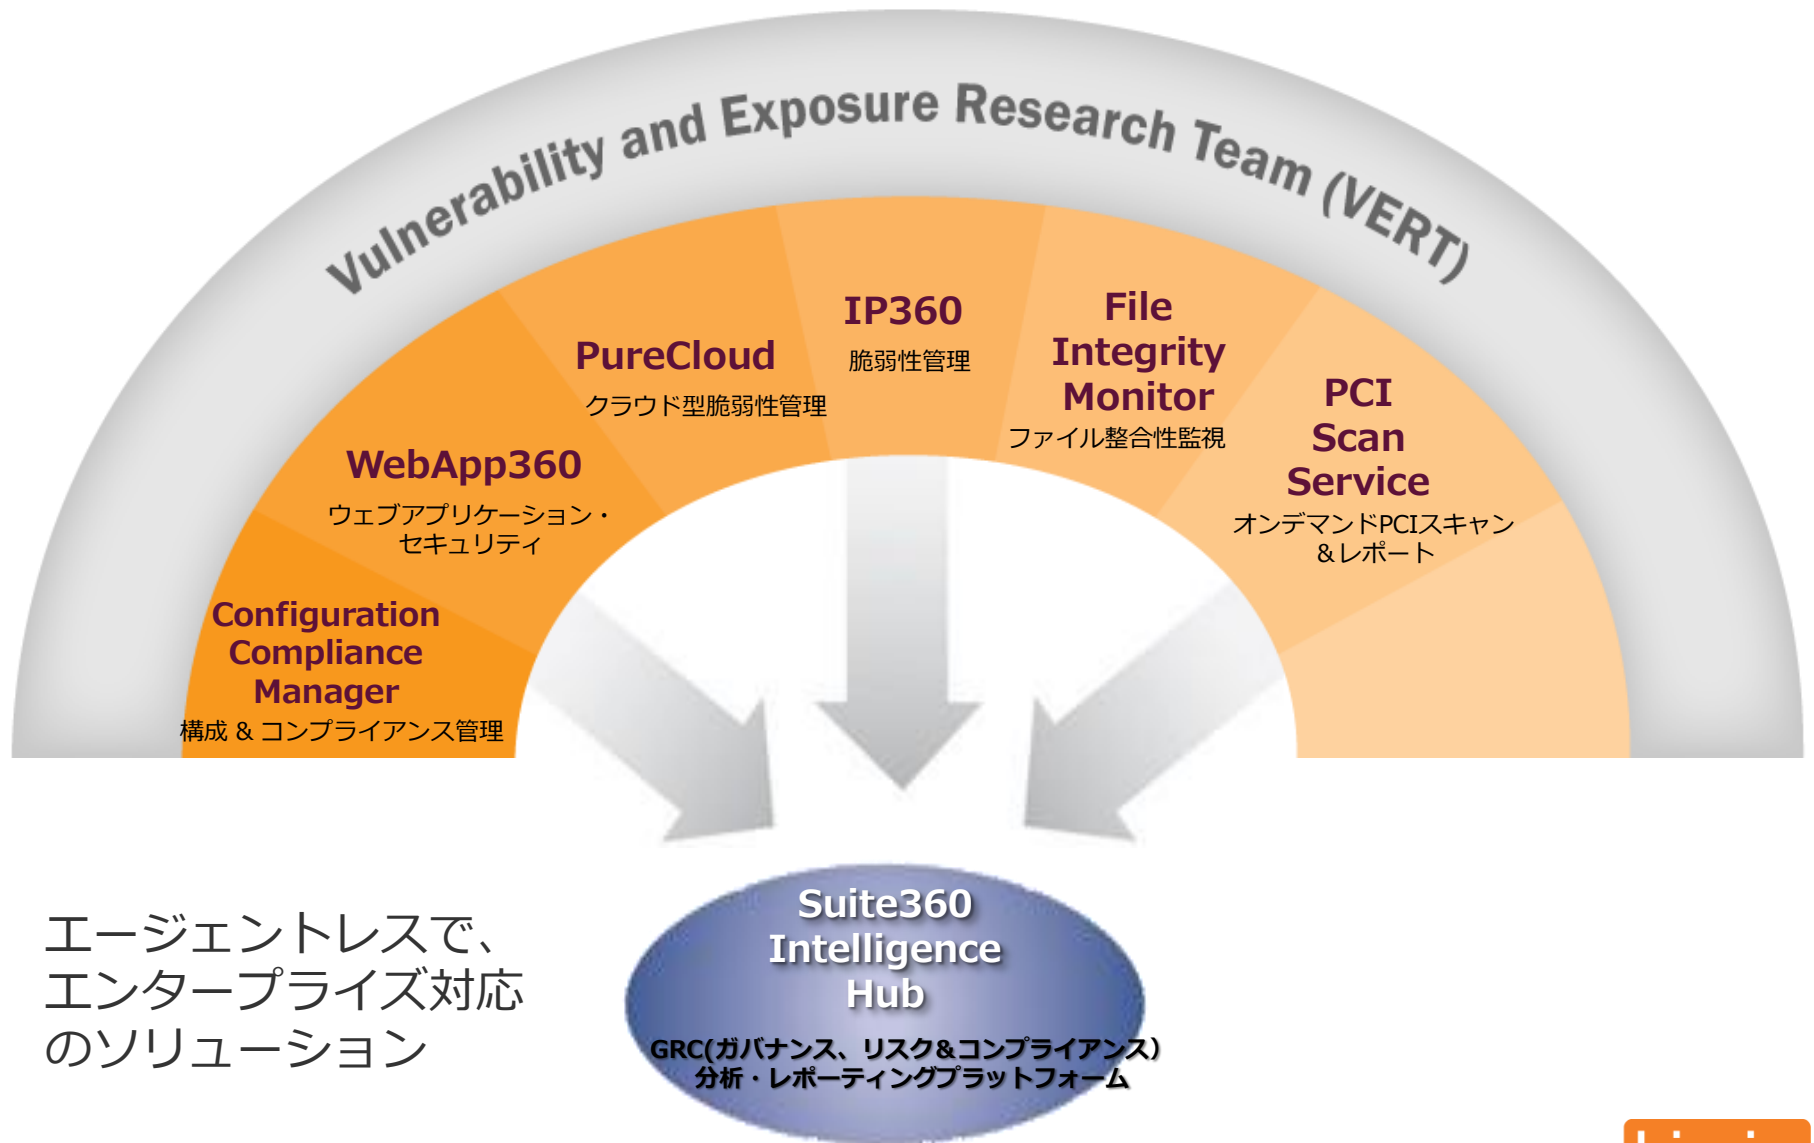 Vulnerability and Exposure Research Team (VERT)
IP360
脆弱性管理
File
Integrity
Monitor
ファイル整合性監視
PureCloud
クラウド型脆弱性管理
PCI
Scan
Service
オンデマンドPCIスキャン
&レポート
WebApp360
ウェブアプリケーション・
セキュリティ
Configuration
Compliance
Manager
構成 & コンプライアンス管理
Suite360
Intelligence
Hub
GRC(ガバナンス、リスク&コンプライアンス）
分析・レポーティングプラットフォーム
エージェントレスで、
エンタープライズ対応
のソリューション